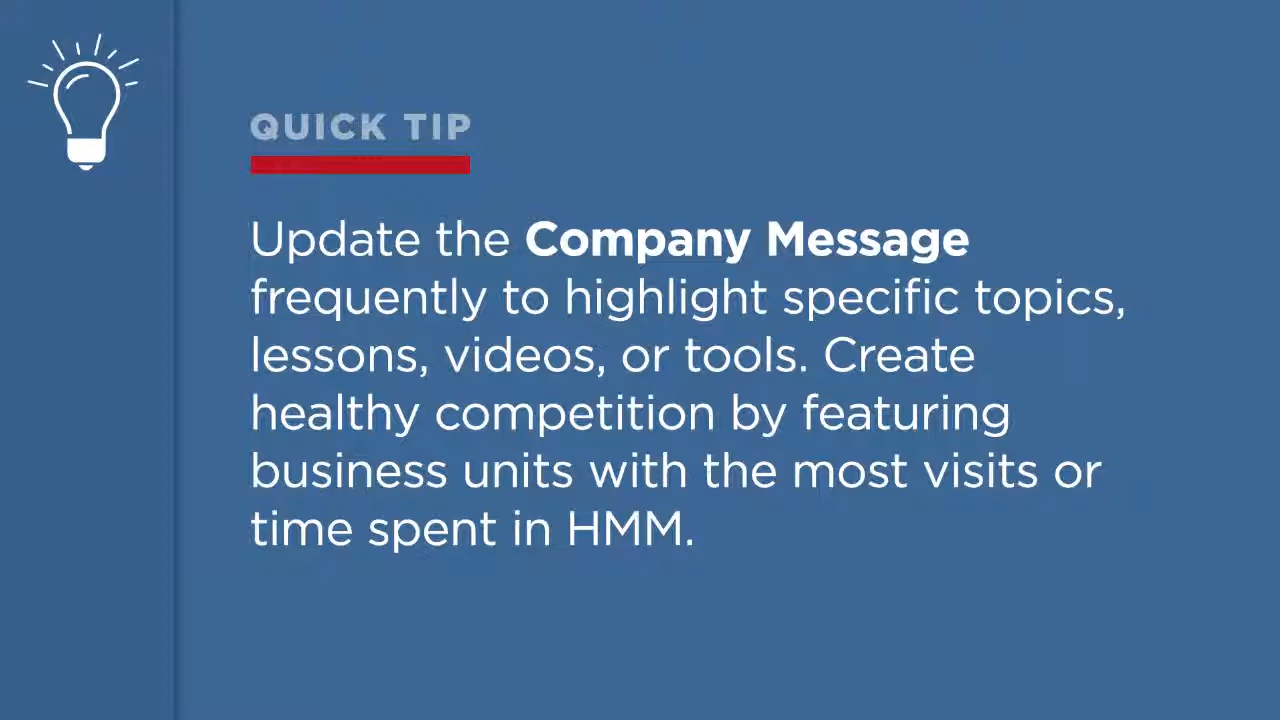 QUICK TIP
Update the Company Message
frequently to highlight specific topics,
lessons, videos, or tools. Create
healthy competition by featuring
business units with the most visits or
time spent in HMM.